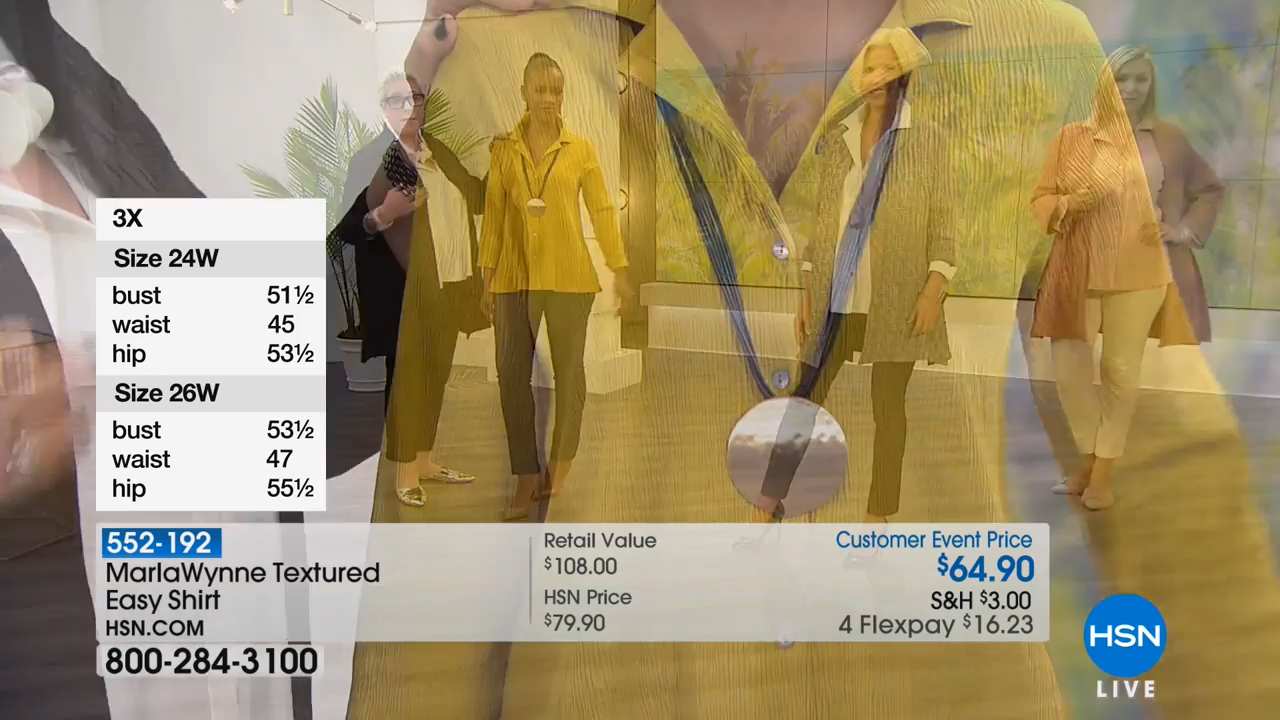 3X
Size 24W
bust 51½
waist 45
hip 53½
Size 26W
bust 53½
waist 47
hip 55½
552-192
MarlaWynne Textured
Easy Shirt
HSN.COM
800-284-3100
Retail Value
$108.00
HSN Price
$79.90
Customer Event Price
$64.90
S&H $3.00
4 Flexpay $16.23
HSN
LIVE